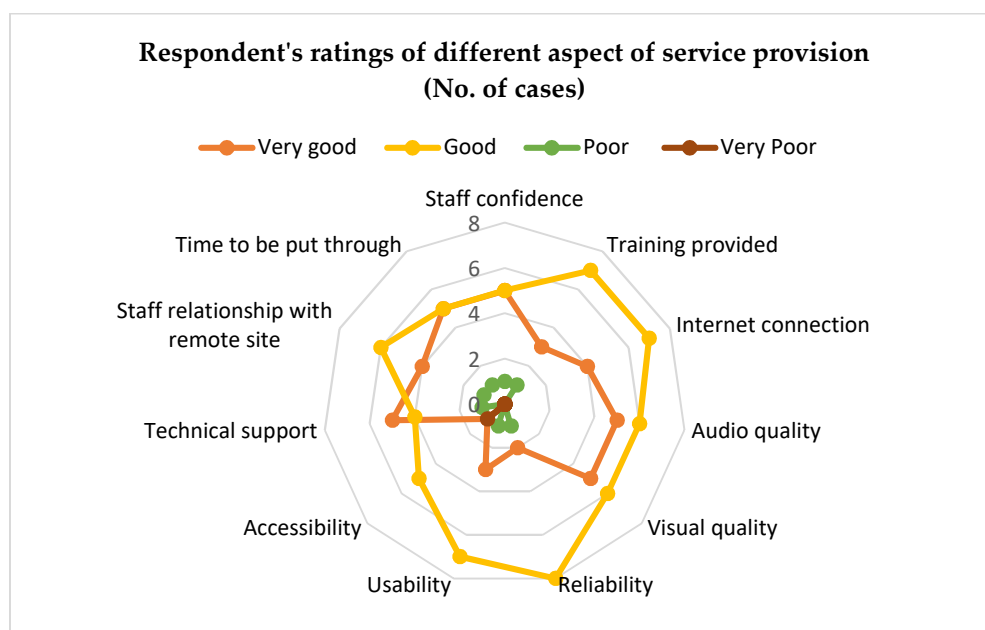 Respondent's ratings of different aspect of service provision
(No. of cases)
Very good
Good
Poor
Very Poor
Staff confidence
Training provided
Internet connection
Audio quality
Visual quality
Reliability
Usability
Accessibility
Technical support
Staff relationship with
remote site
Time to be put through
8
6
4
2
0